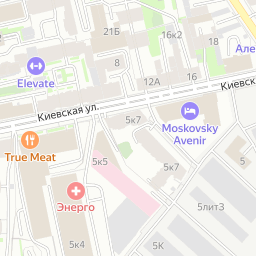 21Б
16к2
8
Але
Elevate
12А
16
Киевск
Киевская ул.
5к7
Moskovsky
Avenir
True Meat
5к5
5к7
5
Энерго
5лит3
5к4
5К